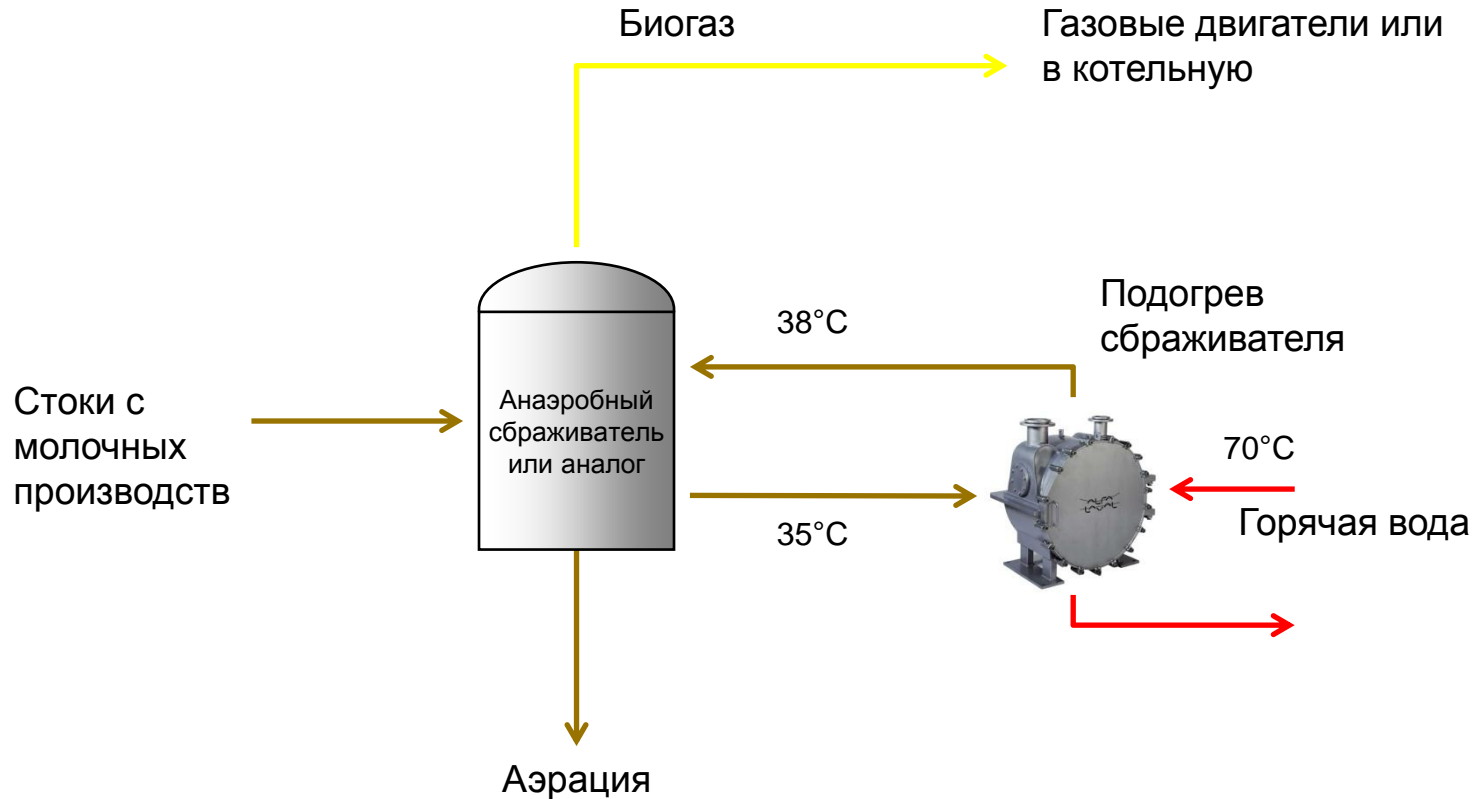 Биогаз
Газовые двигатели или
в котельную
Подогрев
сбраживателя
38°C
Стоки с
молочных
производств
Анаэробный
сбраживатель
или аналог
70°C
Горячая вода
35°C
Аэрация